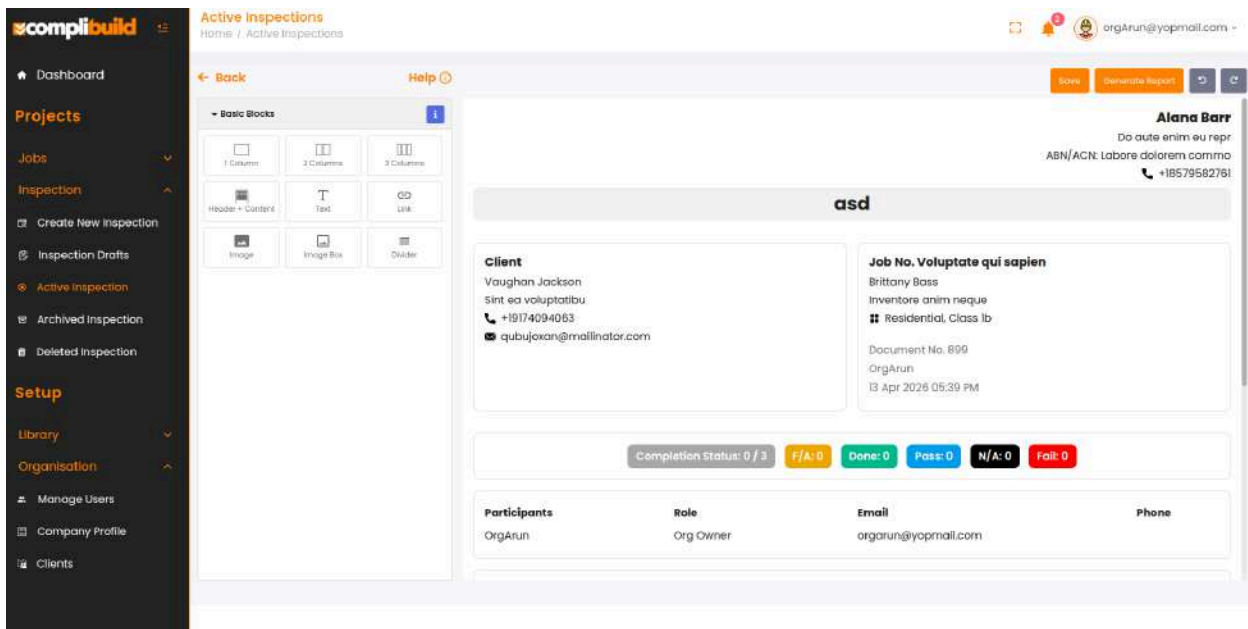 complibuild
Active Inspections
Home / Active Inspections
2
orgArun@yopmail.com
Dashboard
Projects
Jobs
Inspection
Create New Inspection
Inspection Drafts
Active Inspection
Archived Inspection
Deleted Inspection
Setup
Library
Organisation
Manage Users
Company Profile
Clients
Back
Help
Basic Blocks
i
1 Column
2 Columns
3 Columns
Header + Content
Text
Link
Image
Image Box
Divider
Save
Generate Report
Alana Barr
Do aute enim eu repr
ABN/ACN: Labore dolorem commo
+18579582761
asd
Client
Vaughan Jackson
Sint ea voluptatibu
+19174094063
qubujoxan@mailinator.com
Job No. Voluptate qui sapien
Brittany Bass
Inventore anim neque
Residential, Class 1b
Document No. 899
OrgArun
13 Apr 2026 05:39 PM
Completion Status: 0 / 3 F/A: 0 Done: 0 Pass: 0 N/A: 0 Fail: 0
Participants Role Email Phone
OrgArun Org Owner orgarun@yopmail.com